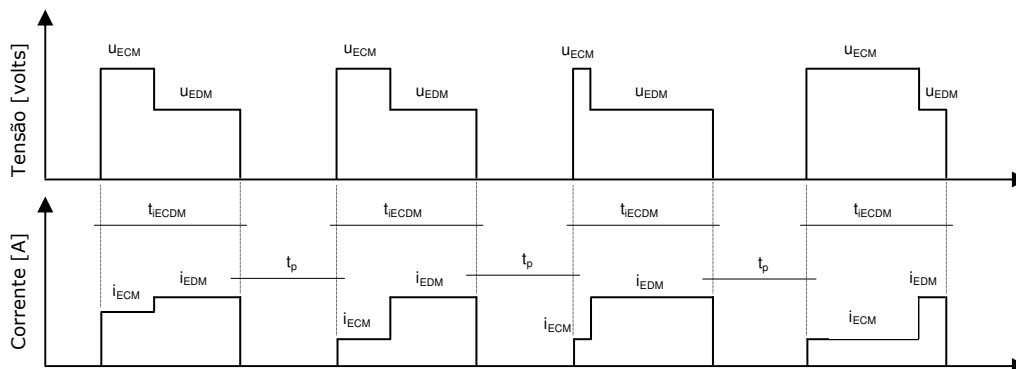 Tensão [volts]
uECM
uEDM
uECM
uEDM
uECM
uEDM
uECM
uEDM
Corrente [A]
tiECDM
tiECDM
tiECDM
tiECDM
tp
tp
tp
iECM
iEDM
iECM
iEDM
iECM
iEDM
iECM
iEDM